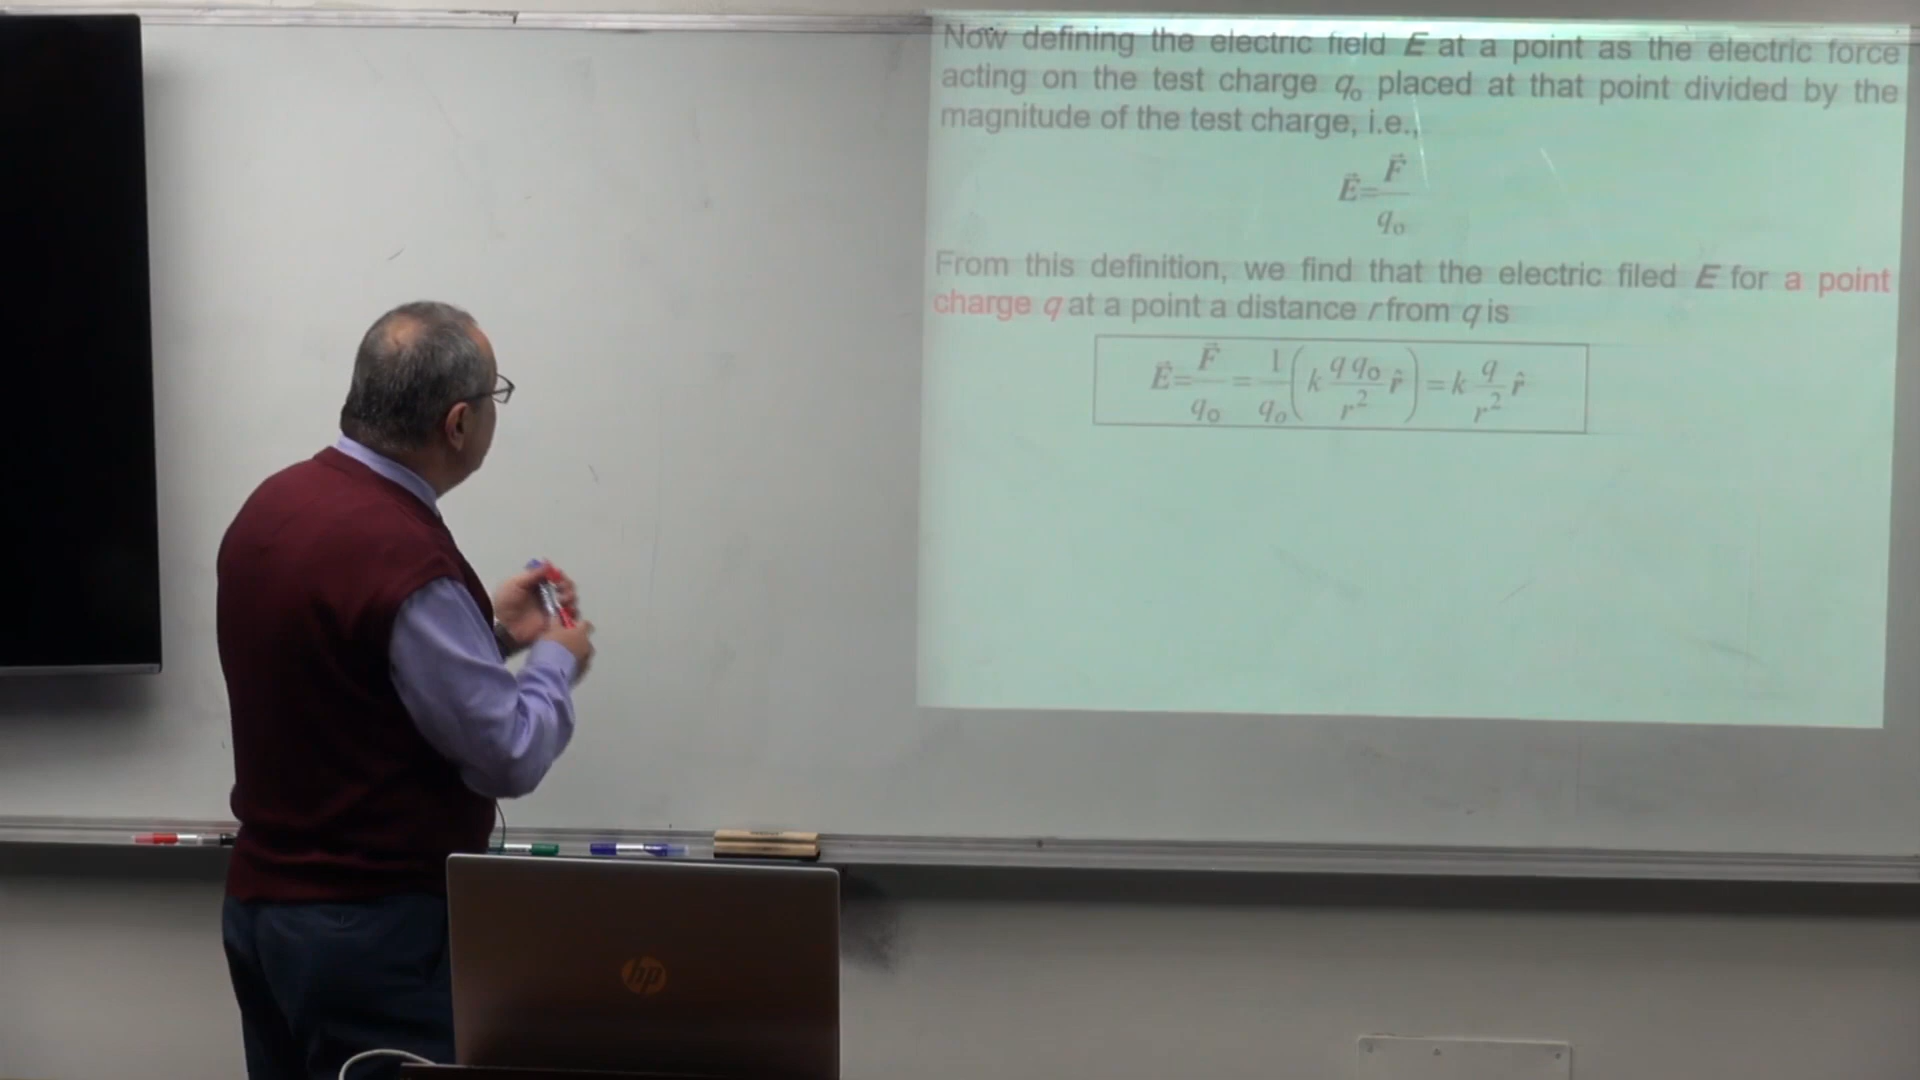 Now defining the electric field E at a point as the electric force
acting on the test charge qₒ placed at that point divided by the
magnitude of the test charge, i.e.,
E⃗=F⃗/qₒ
From this definition, we find that the electric filed E for a point
charge q at a point a distance r from q is
E⃗=F⃗/qₒ = 1/qₒ (k q qₒ/r² r̂) = k q/r² r̂
hp